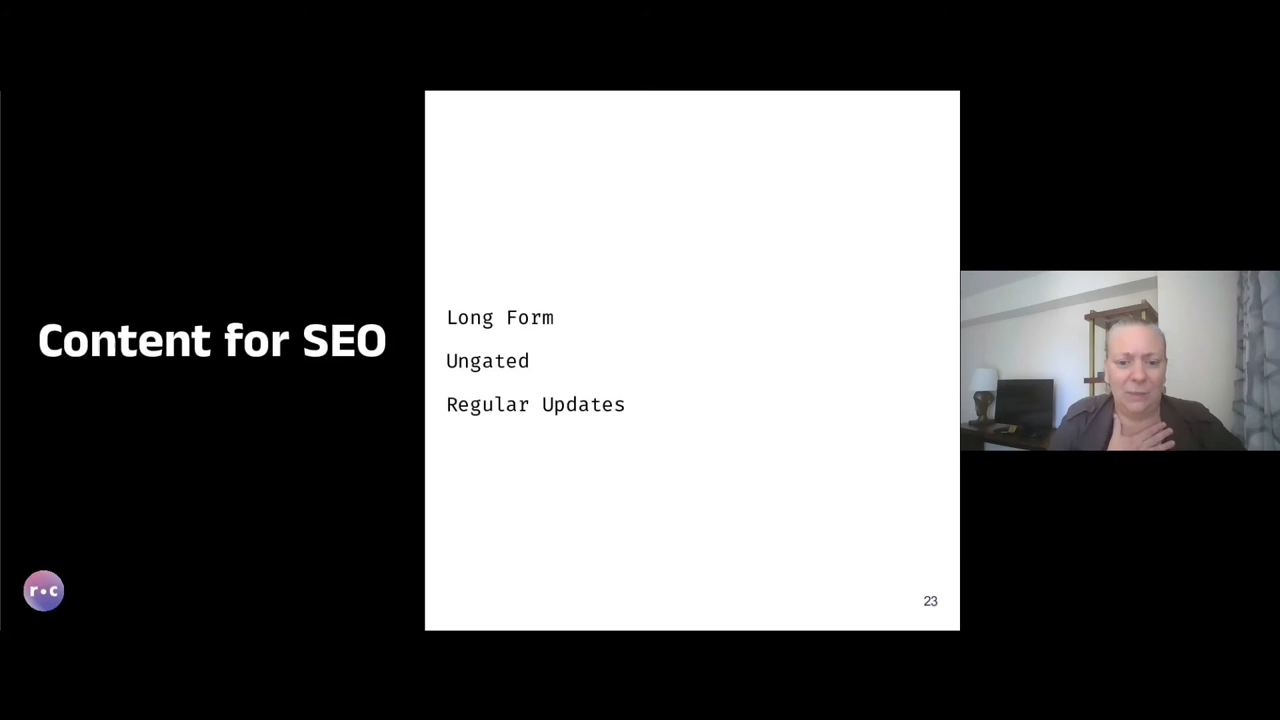 Content for SEO
Long Form
Ungated
Regular Updates
r•c
23